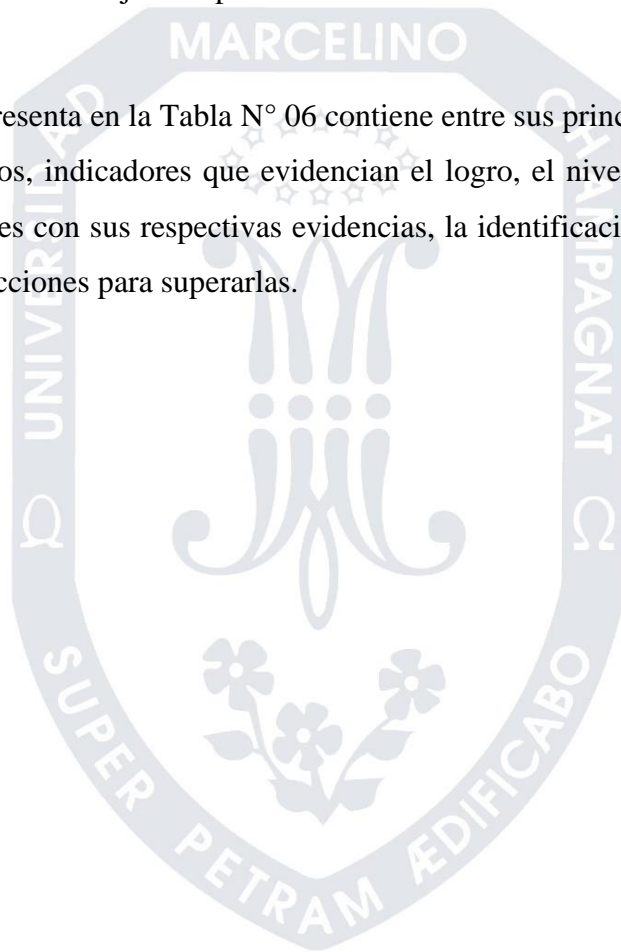 MARCELINO
UNIVERSIDAD
CHAMPAGNAT
resenta en la Tabla N° 06 contiene entre sus princ
os, indicadores que evidencian el logro, el nive
es con sus respectivas evidencias, la identificaci
cciones para superarlas.
Ω Ω
SUPER PETRAM ÆDIFICABO